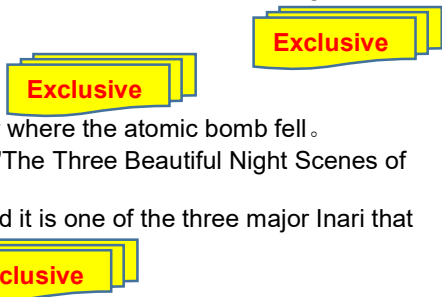 Exclusive
Exclusive
where the atomic bomb fell。
"The Three Beautiful Night Scenes of
d it is one of the three major Inari that
clusive